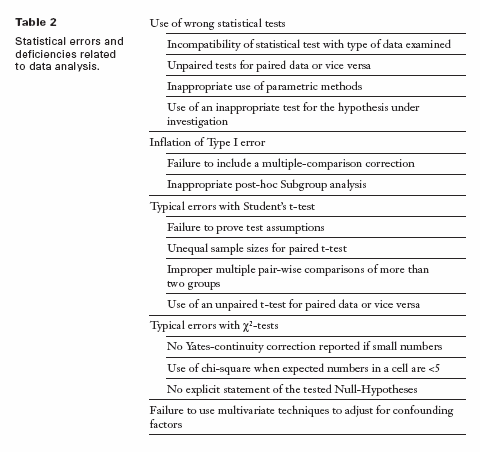 Table 2
Statistical errors and
deficiencies related
to data analysis.
Use of wrong statistical tests
Incompatibility of statistical test with type of data examined
Unpaired tests for paired data or vice versa
Inappropriate use of parametric methods
Use of an inappropriate test for the hypothesis under
investigation
Inflation of Type I error
Failure to include a multiple-comparison correction
Inappropriate post-hoc Subgroup analysis
Typical errors with Student's t-test
Failure to prove test assumptions
Unequal sample sizes for paired t-test
Improper multiple pair-wise comparisons of more than
two groups
Use of an unpaired t-test for paired data or vice versa
Typical errors with χ²-tests
No Yates-continuity correction reported if small numbers
Use of chi-square when expected numbers in a cell are <5
No explicit statement of the tested Null-Hypotheses
Failure to use multivariate techniques to adjust for confounding
factors